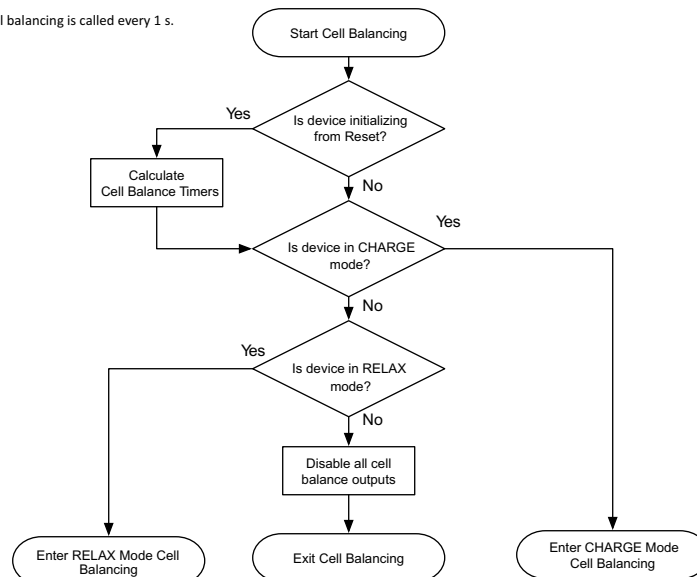 l balancing is called every 1 s.
Start Cell Balancing
Is device initializing
from Reset?
Yes
No
Calculate
Cell Balance Timers
Is device in CHARGE
mode?
Yes
No
Is device in RELAX
mode?
Yes
No
Disable all cell
balance outputs
Enter RELAX Mode Cell
Balancing
Exit Cell Balancing
Enter CHARGE Mode
Cell Balancing